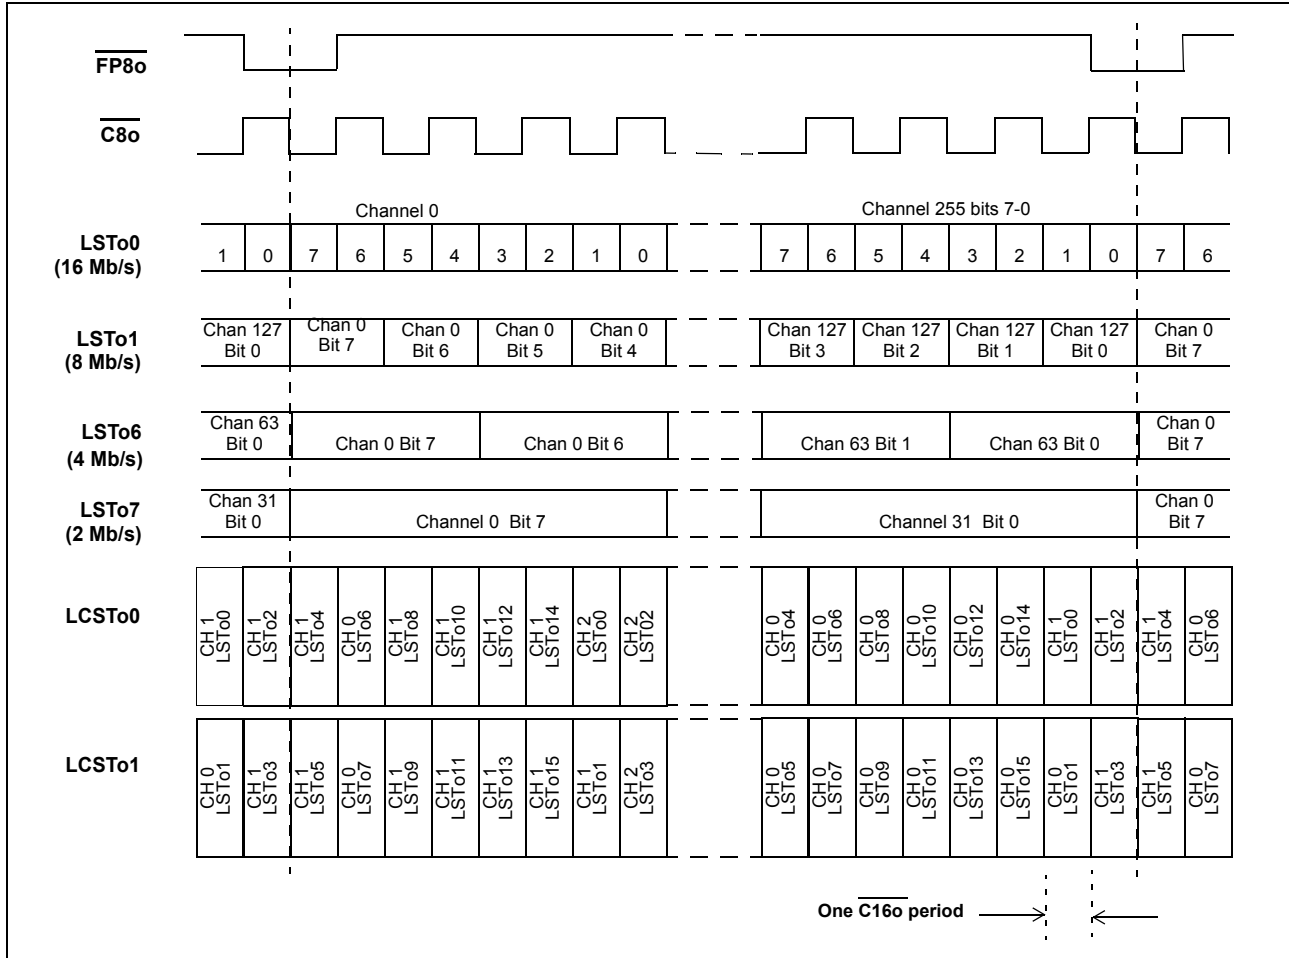 FP8o
C8o
Channel 0
Channel 255 bits 7-0
LSTo0
(16 Mb/s)
1 0 7 6 5 4 3 2 1 0 7 6 5 4 3 2 1 0 7 6
LSTo1
(8 Mb/s)
Chan 127 Bit 0
Chan 0 Bit 7
Chan 0 Bit 6
Chan 0 Bit 5
Chan 0 Bit 4
Chan 127 Bit 3
Chan 127 Bit 2
Chan 127 Bit 1
Chan 127 Bit 0
Chan 0 Bit 7
LSTo6
(4 Mb/s)
Chan 63 Bit 0
Chan 0 Bit 7
Chan 0 Bit 6
Chan 63 Bit 1
Chan 63 Bit 0
Chan 0 Bit 7
LSTo7
(2 Mb/s)
Chan 31 Bit 0
Channel 0 Bit 7
Channel 31 Bit 0
Chan 0 Bit 7
LCSTo0
CH 1 LSTo0
CH 1 LSTo2
CH 1 LSTo4
CH 0 LSTo6
CH 1 LSTo8
CH 1 LSTo10
CH 1 LSTo12
CH 1 LSTo14
CH 2 LSTo0
CH 2 LST02
CH 0 LSTo4
CH 0 LSTo6
CH 0 LSTo8
CH 0 LSTo10
CH 0 LSTo12
CH 0 LSTo14
CH 1 LSTo0
CH 1 LSTo2
CH 1 LSTo4
CH 0 LSTo6
LCSTo1
CH 0 LSTo1
CH 1 LSTo3
CH 1 LSTo5
CH 0 LSTo7
CH 1 LSTo9
CH 1 LSTo11
CH 1 LSTo13
CH 1 LSTo15
CH 1 LSTo1
CH 2 LSTo3
CH 0 LSTo5
CH 0 LSTo7
CH 0 LSTo9
CH 0 LSTo11
CH 0 LSTo13
CH 0 LSTo15
CH 0 LSTo1
CH 1 LSTo3
CH 1 LSTo5
CH 0 LSTo7
One C16o period